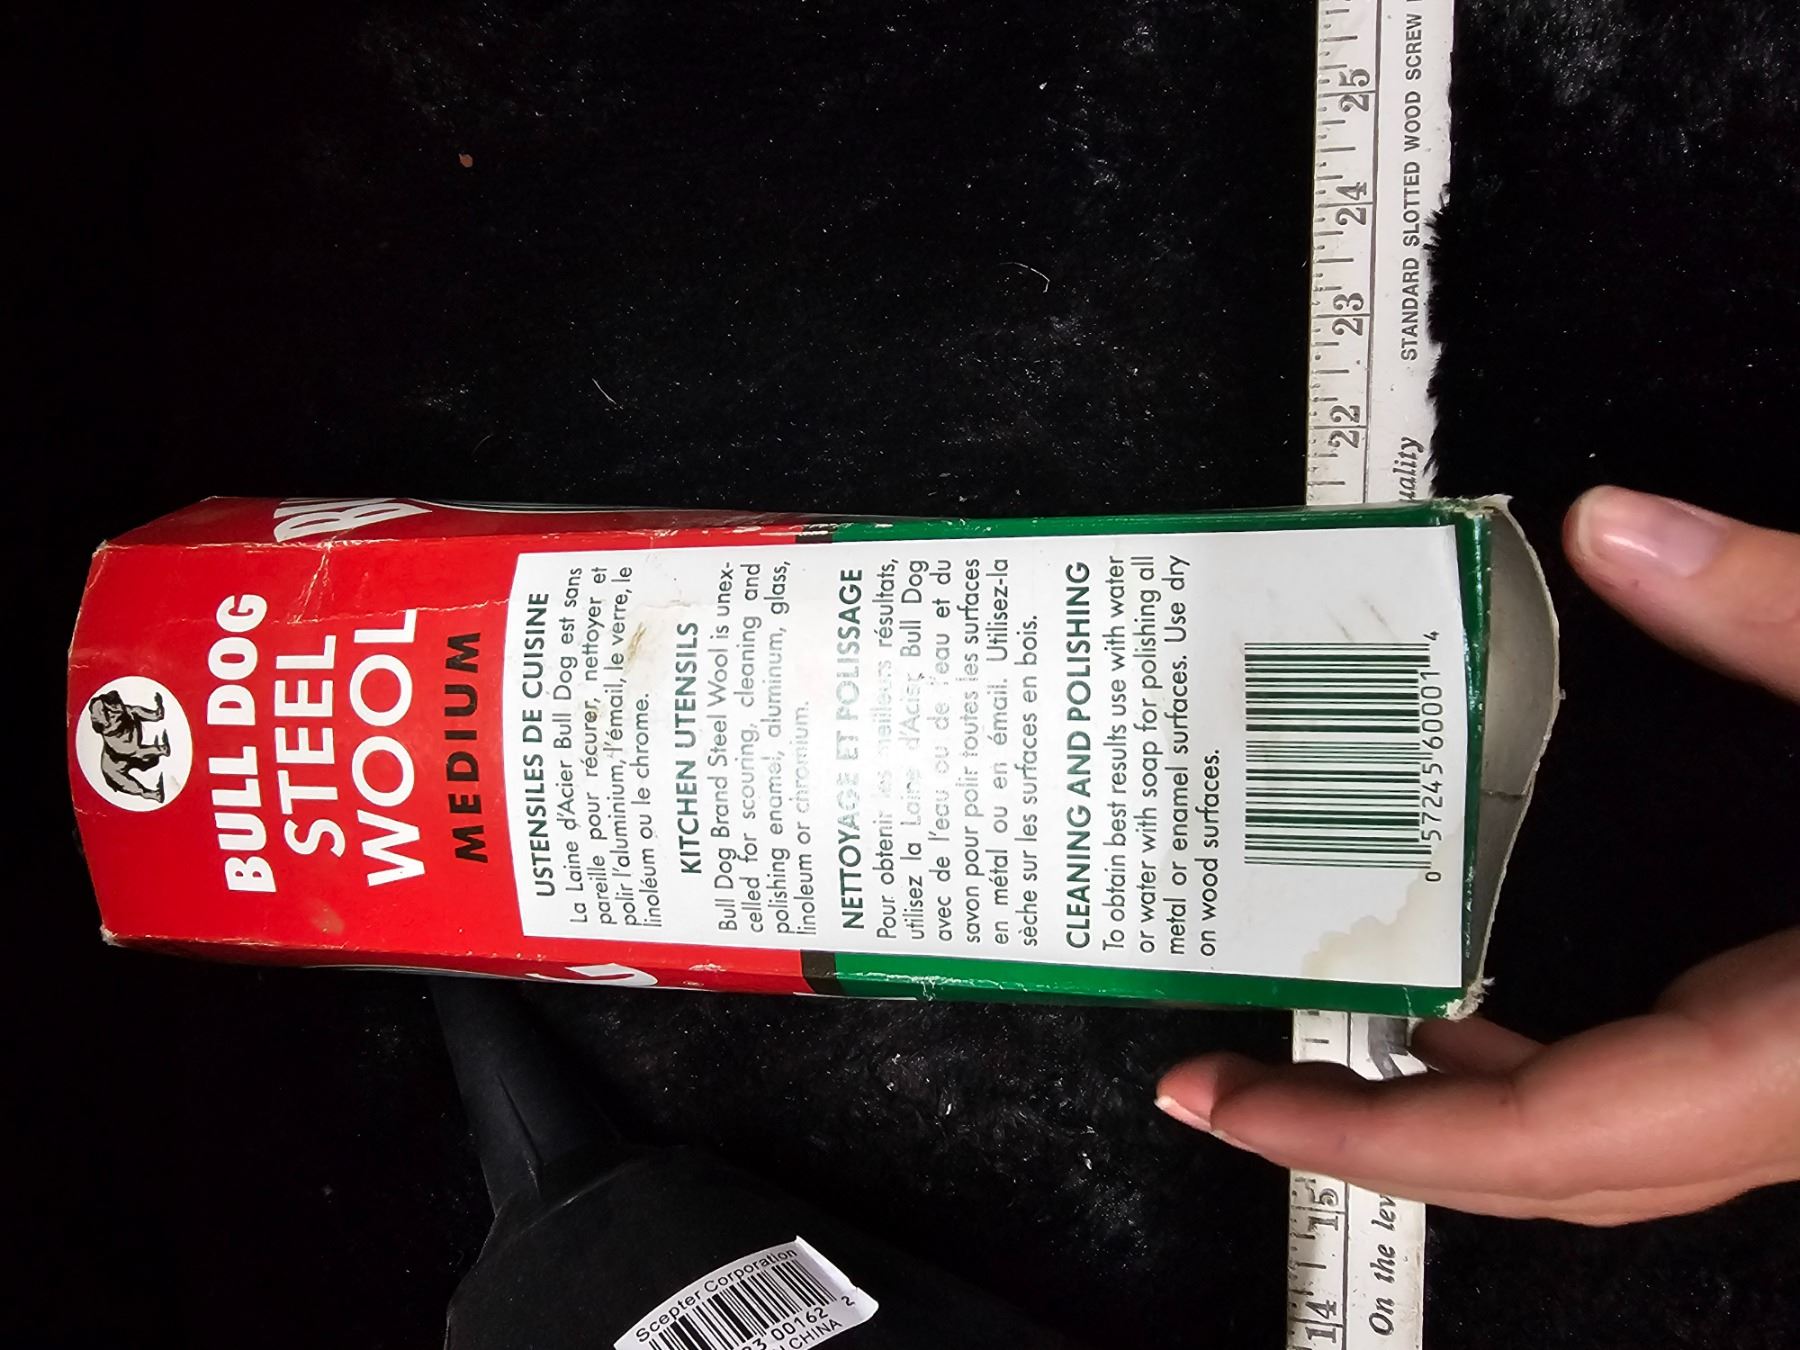 BULL DOG
STEEL
WOOL
MEDIUM
USTENSILES DE CUISINE
La Laine d'Acier Bull Dog est sans
pareille pour récurer, nettoyer et
polir l'aluminium, l'émail, le verre, le
linoléum ou le chrome.
KITCHEN UTENSILS
Bull Dog Brand Steel Wool is unex-
celled for scouring, cleaning and
polishing enamel, aluminum, glass,
linoleum or chromium.
NETTOYAGE ET POLISSAGE
Pour obtenir les meilleurs résultats,
utilisez la Laine d'Acier Bull Dog
avec de l'eau ou de l'eau et du
savon pour polir toutes les surfaces
en métal ou en émail. Utilisez-la
sèche sur les surfaces en bois.
CLEANING AND POLISHING
To obtain best results use with water
or water with soap for polishing all
metal or enamel surfaces. Use dry
on wood surfaces.
0 57245 60001 4
14 15 22 23 24 25
On the lev
uality
STANDARD SLOTTED WOOD SCREW
Scepter Corporation
3 00162 2
CHINA